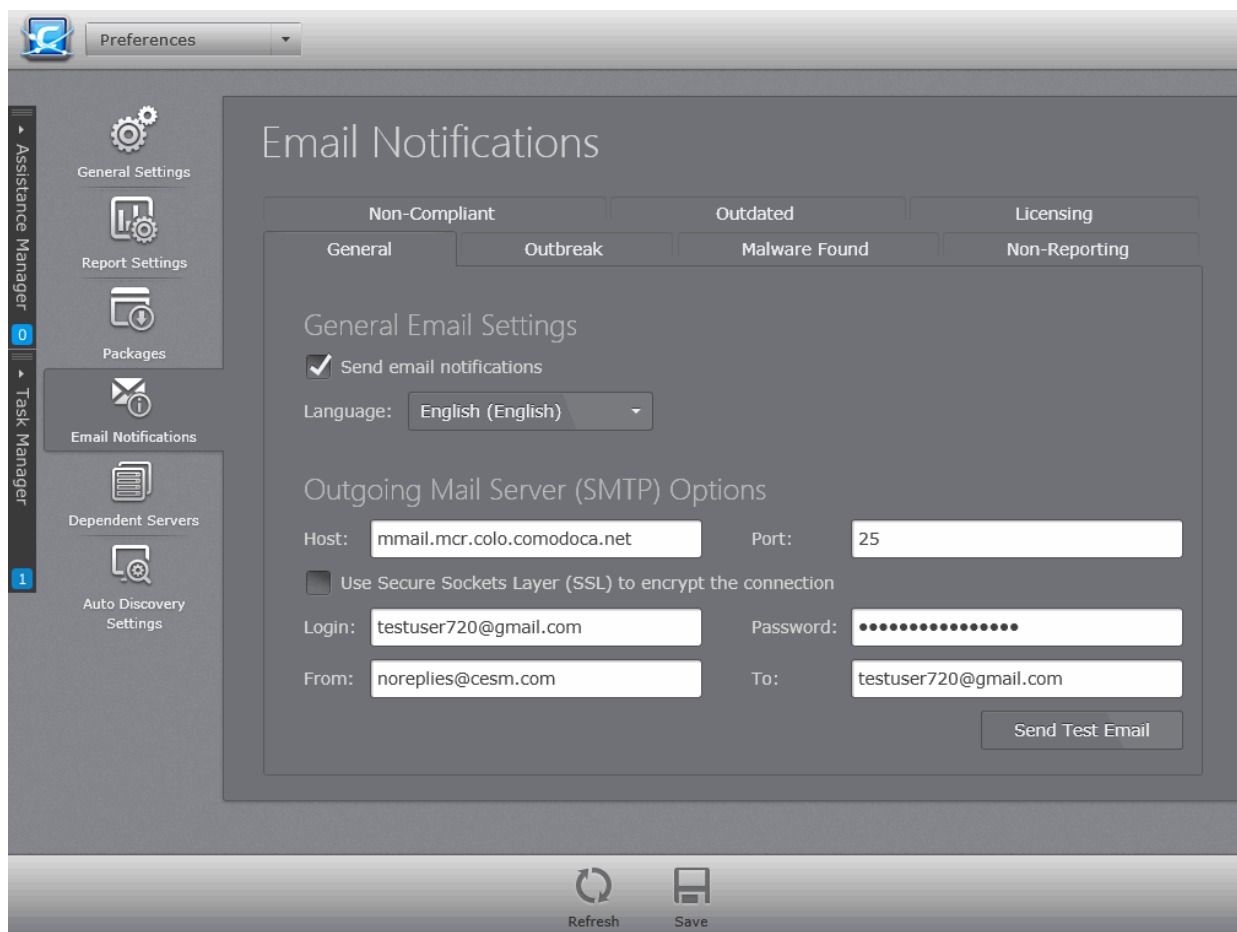 Preferences
Assistance Manager
0
Task Manager
1
General Settings
Report Settings
Packages
Email Notifications
Dependent Servers
Auto Discovery
Settings
Email Notifications
Non-Compliant Outdated Licensing
General Outbreak Malware Found Non-Reporting
General Email Settings
Send email notifications
Language: English (English)
Outgoing Mail Server (SMTP) Options
Host: mmail.mcr.colo.comodoca.net Port: 25
Use Secure Sockets Layer (SSL) to encrypt the connection
Login: testuser720@gmail.com Password: ••••••••••••••••
From: noreplies@cesm.com To: testuser720@gmail.com
Send Test Email
Refresh Save